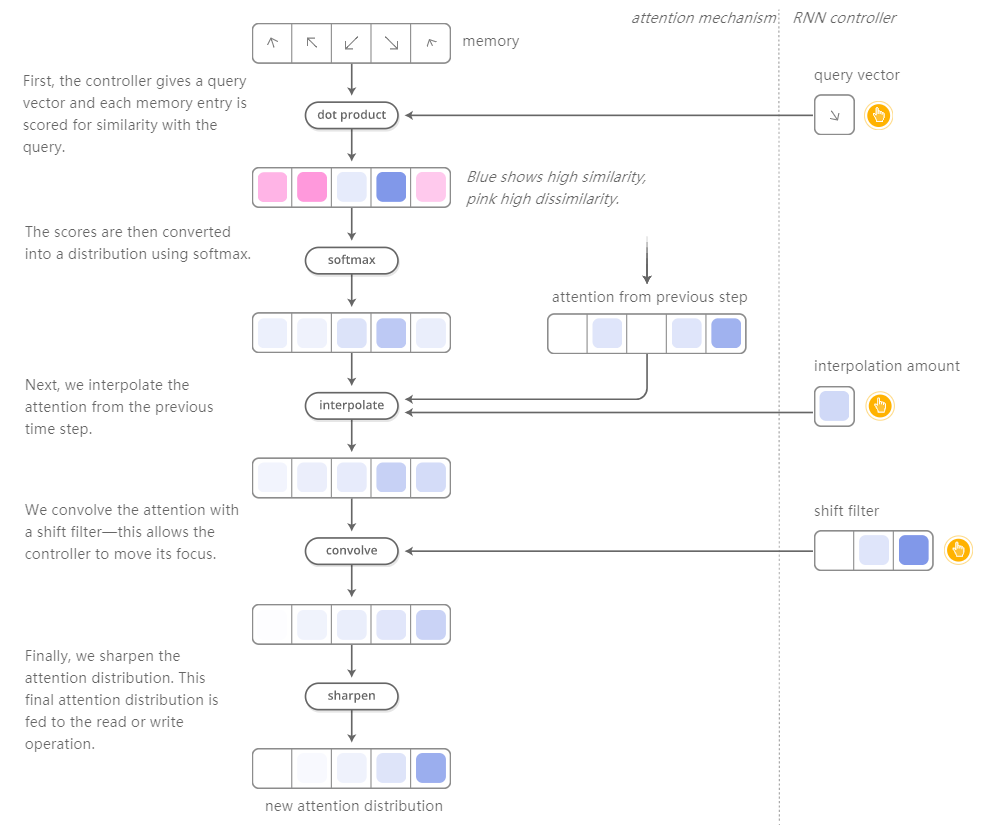 attention mechanism
RNN controller
memory
First, the controller gives a query
vector and each memory entry is
scored for similarity with the
query.
query vector
dot product
Blue shows high similarity,
pink high dissimilarity.
The scores are then converted
into a distribution using softmax.
softmax
attention from previous step
interpolation amount
Next, we interpolate the
attention from the previous
time step.
interpolate
We convolve the attention with
a shift filter—this allows the
controller to move its focus.
shift filter
convolve
Finally, we sharpen the
attention distribution. This
final attention distribution is
fed to the read or write
operation.
sharpen
new attention distribution